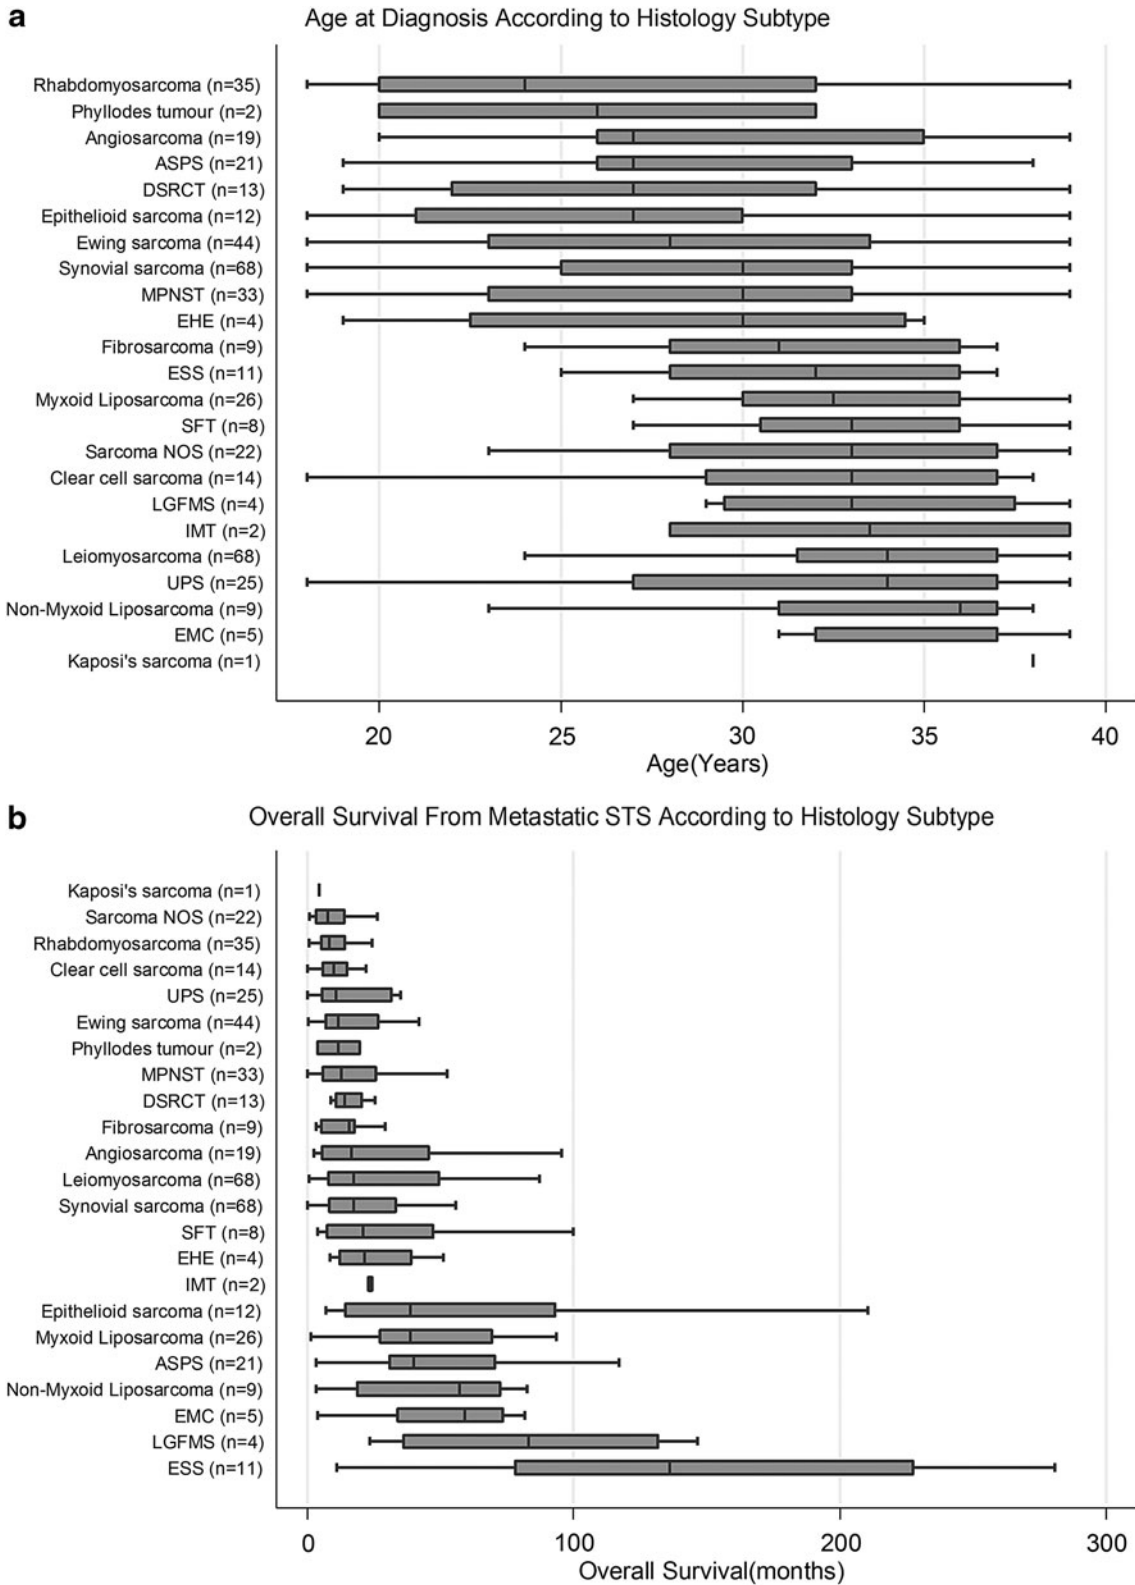 a
Age at Diagnosis According to Histology Subtype
Rhabdomyosarcoma (n=35)
Phyllodes tumour (n=2)
Angiosarcoma (n=19)
ASPS (n=21)
DSRCT (n=13)
Epithelioid sarcoma (n=12)
Ewing sarcoma (n=44)
Synovial sarcoma (n=68)
MPNST (n=33)
EHE (n=4)
Fibrosarcoma (n=9)
ESS (n=11)
Myxoid Liposarcoma (n=26)
SFT (n=8)
Sarcoma NOS (n=22)
Clear cell sarcoma (n=14)
LGFMS (n=4)
IMT (n=2)
Leiomyosarcoma (n=68)
UPS (n=25)
Non-Myxoid Liposarcoma (n=9)
EMC (n=5)
Kaposi's sarcoma (n=1)
20 25 30 35 40
Age(Years)
b
Overall Survival From Metastatic STS According to Histology Subtype
Kaposi's sarcoma (n=1)
Sarcoma NOS (n=22)
Rhabdomyosarcoma (n=35)
Clear cell sarcoma (n=14)
UPS (n=25)
Ewing sarcoma (n=44)
Phyllodes tumour (n=2)
MPNST (n=33)
DSRCT (n=13)
Fibrosarcoma (n=9)
Angiosarcoma (n=19)
Leiomyosarcoma (n=68)
Synovial sarcoma (n=68)
SFT (n=8)
EHE (n=4)
IMT (n=2)
Epithelioid sarcoma (n=12)
Myxoid Liposarcoma (n=26)
ASPS (n=21)
Non-Myxoid Liposarcoma (n=9)
EMC (n=5)
LGFMS (n=4)
ESS (n=11)
0 100 200 300
Overall Survival(months)